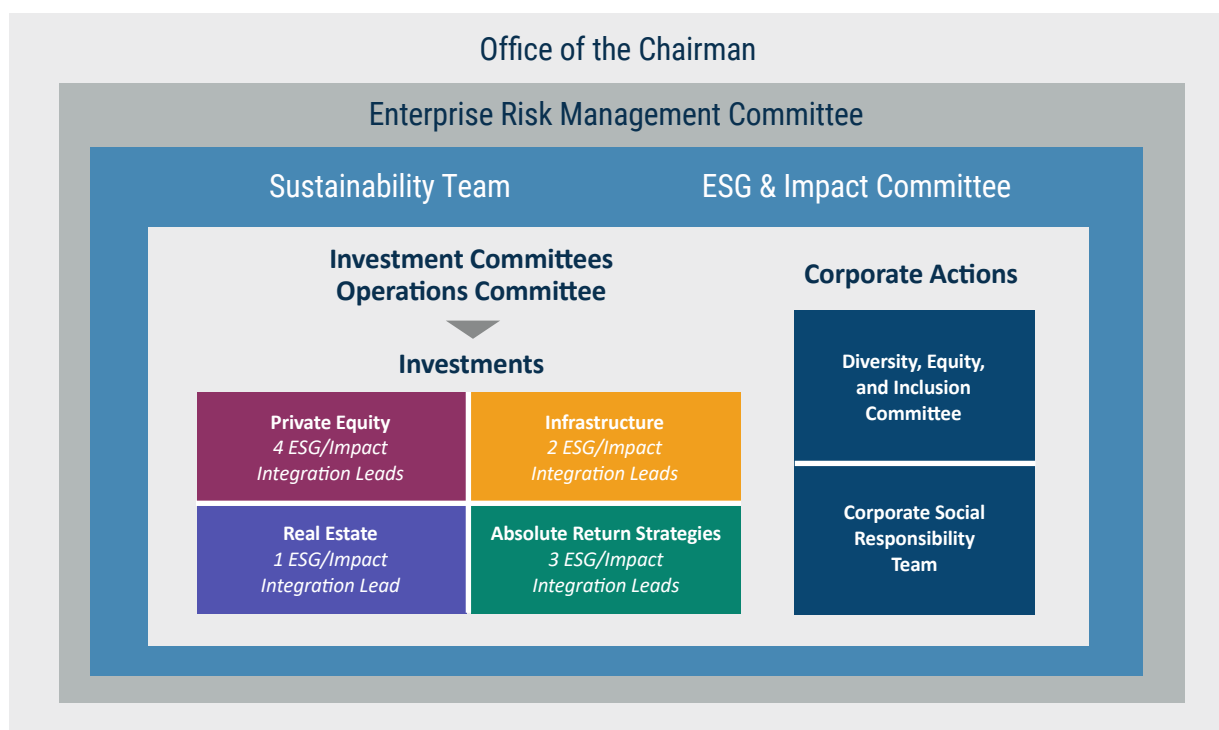 Office of the Chairman
Enterprise Risk Management Committee
Sustainability Team
ESG & Impact Committee
Investment Committees
Operations Committee
Investments
Private Equity
4 ESG/Impact
Integration Leads
Infrastructure
2 ESG/Impact
Integration Leads
Real Estate
1 ESG/Impact
Integration Lead
Absolute Return Strategies
3 ESG/Impact
Integration Leads
Corporate Actions
Diversity, Equity,
and Inclusion
Committee
Corporate Social
Responsibility
Team